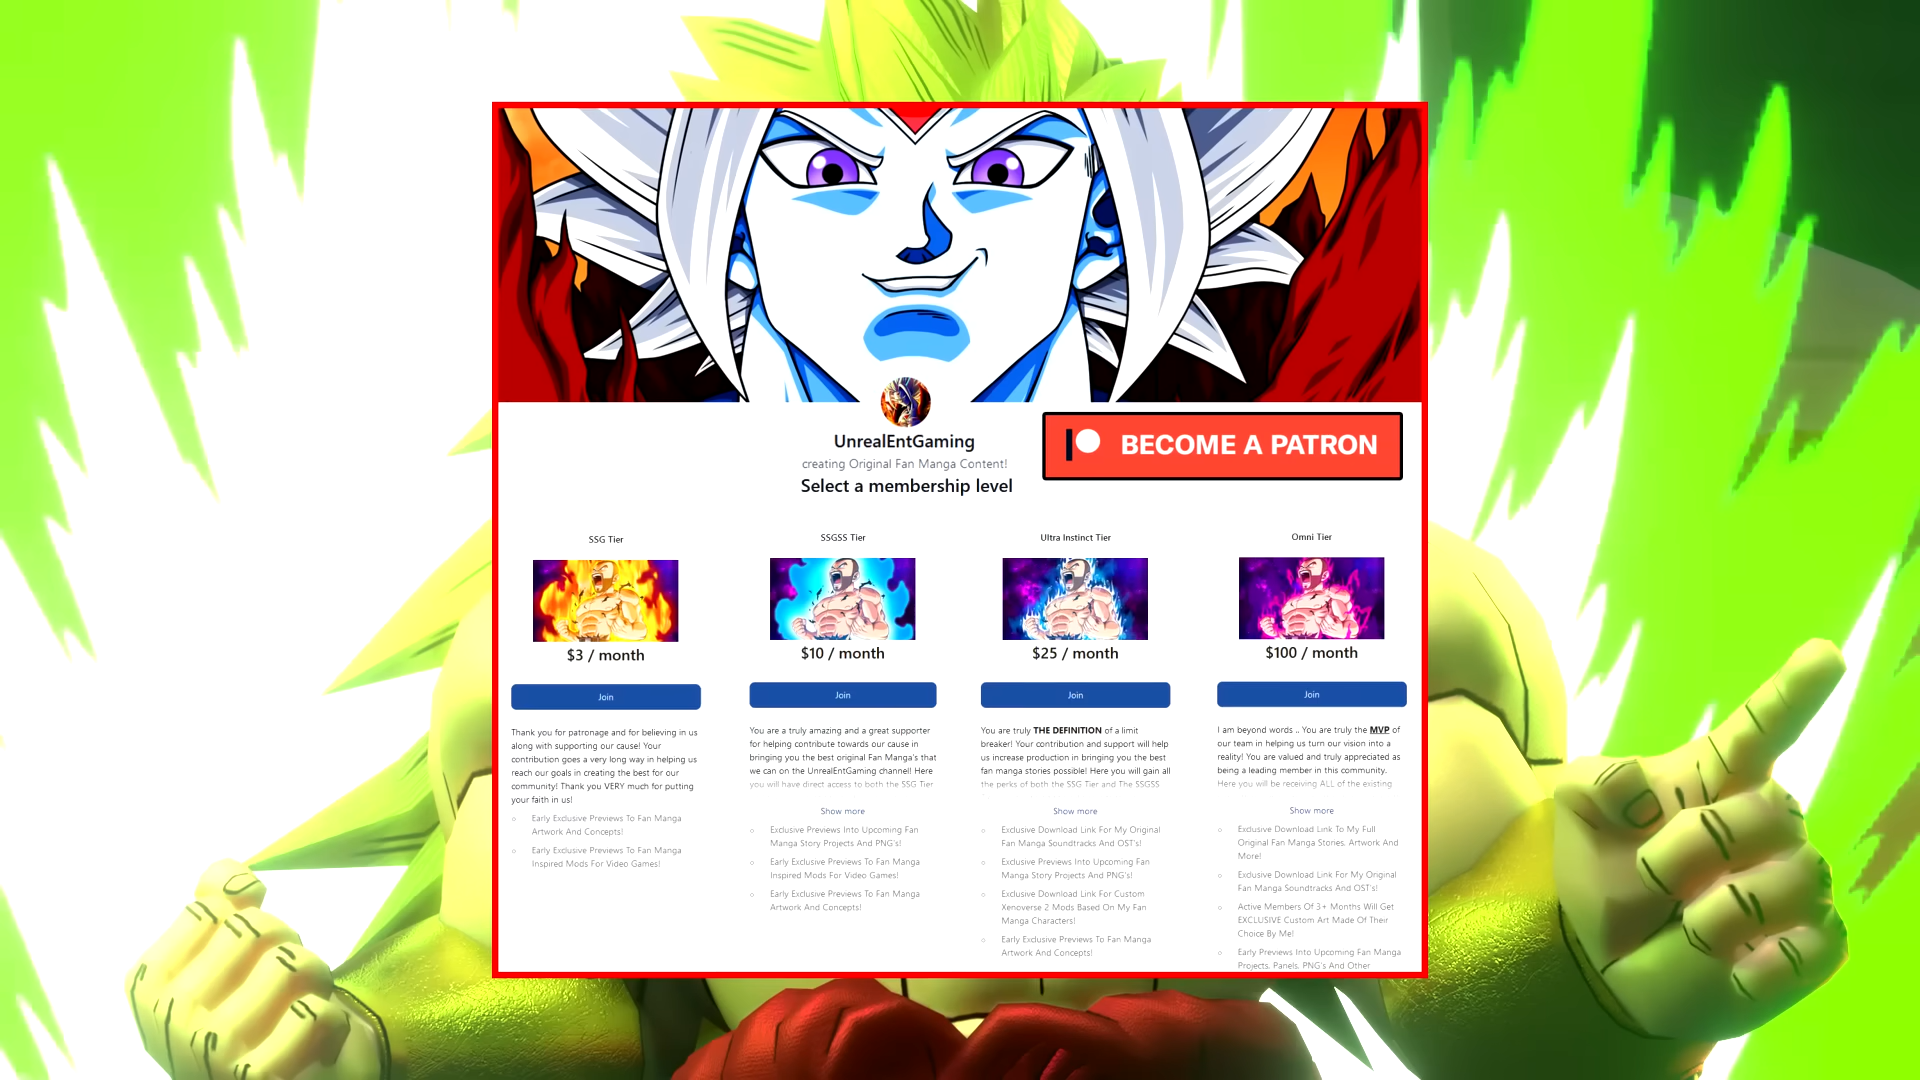 UnrealEntGaming
creating Original Fan Manga Content!
Select a membership level
BECOME A PATRON
SSG Tier
$3 / month
Join
Thank you for patronage and for believing in us
along with supporting our cause! Your
contribution goes a very long way in helping us
reach our goals in creating the best for our
community! Thank you VERY much for putting
your faith in us!
Early Exclusive Previews To Fan Manga
Artwork And Concepts!
Early Exclusive Previews To Fan Manga
Inspired Mods For Video Games!
SSGSS Tier
$10 / month
Join
You are a truly amazing and a great supporter
for helping contribute towards our cause in
bringing you the best original Fan Manga's that
we can on the UnrealEntGaming channel! Here
you will have direct access to both the SSG Tier
Show more
Exclusive Previews Into Upcoming Fan
Manga Story Projects And PNG's!
Early Exclusive Previews To Fan Manga
Inspired Mods For Video Games!
Early Exclusive Previews To Fan Manga
Artwork And Concepts!
Ultra Instinct Tier
$25 / month
Join
You are truly THE DEFINITION of a limit
breaker! Your contribution and support will help
us increase production in bringing you the best
fan manga stories possible! Here you will gain all
the perks of both the SSG Tier and The SSGSS
Show more
Exclusive Download Link For My Original
Fan Manga Soundtracks And OST's!
Exclusive Previews Into Upcoming Fan
Manga Story Projects And PNG's!
Exclusive Download Link For Custom
Xenoverse 2 Mods Based On My Fan
Manga Characters!
Early Exclusive Previews To Fan Manga
Artwork And Concepts!
Omni Tier
$100 / month
Join
I am beyond words .. You are truly the MVP of
our team in helping us turn our vision into a
reality! You are valued and truly appreciated as
being a leading member in this community.
Here you will be receiving ALL of the existing
Show more
Exclusive Download Link To My Full
Original Fan Manga Stories, Artwork And
More!
Exclusive Download Link For My Original
Fan Manga Soundtracks And OST's!
Active Members Of 3+ Months Will Get
EXCLUSIVE Custom Art Made Of Their
Choice By Me!
Early Previews Into Upcoming Fan Manga
Projects, Panels, PNG's And Other